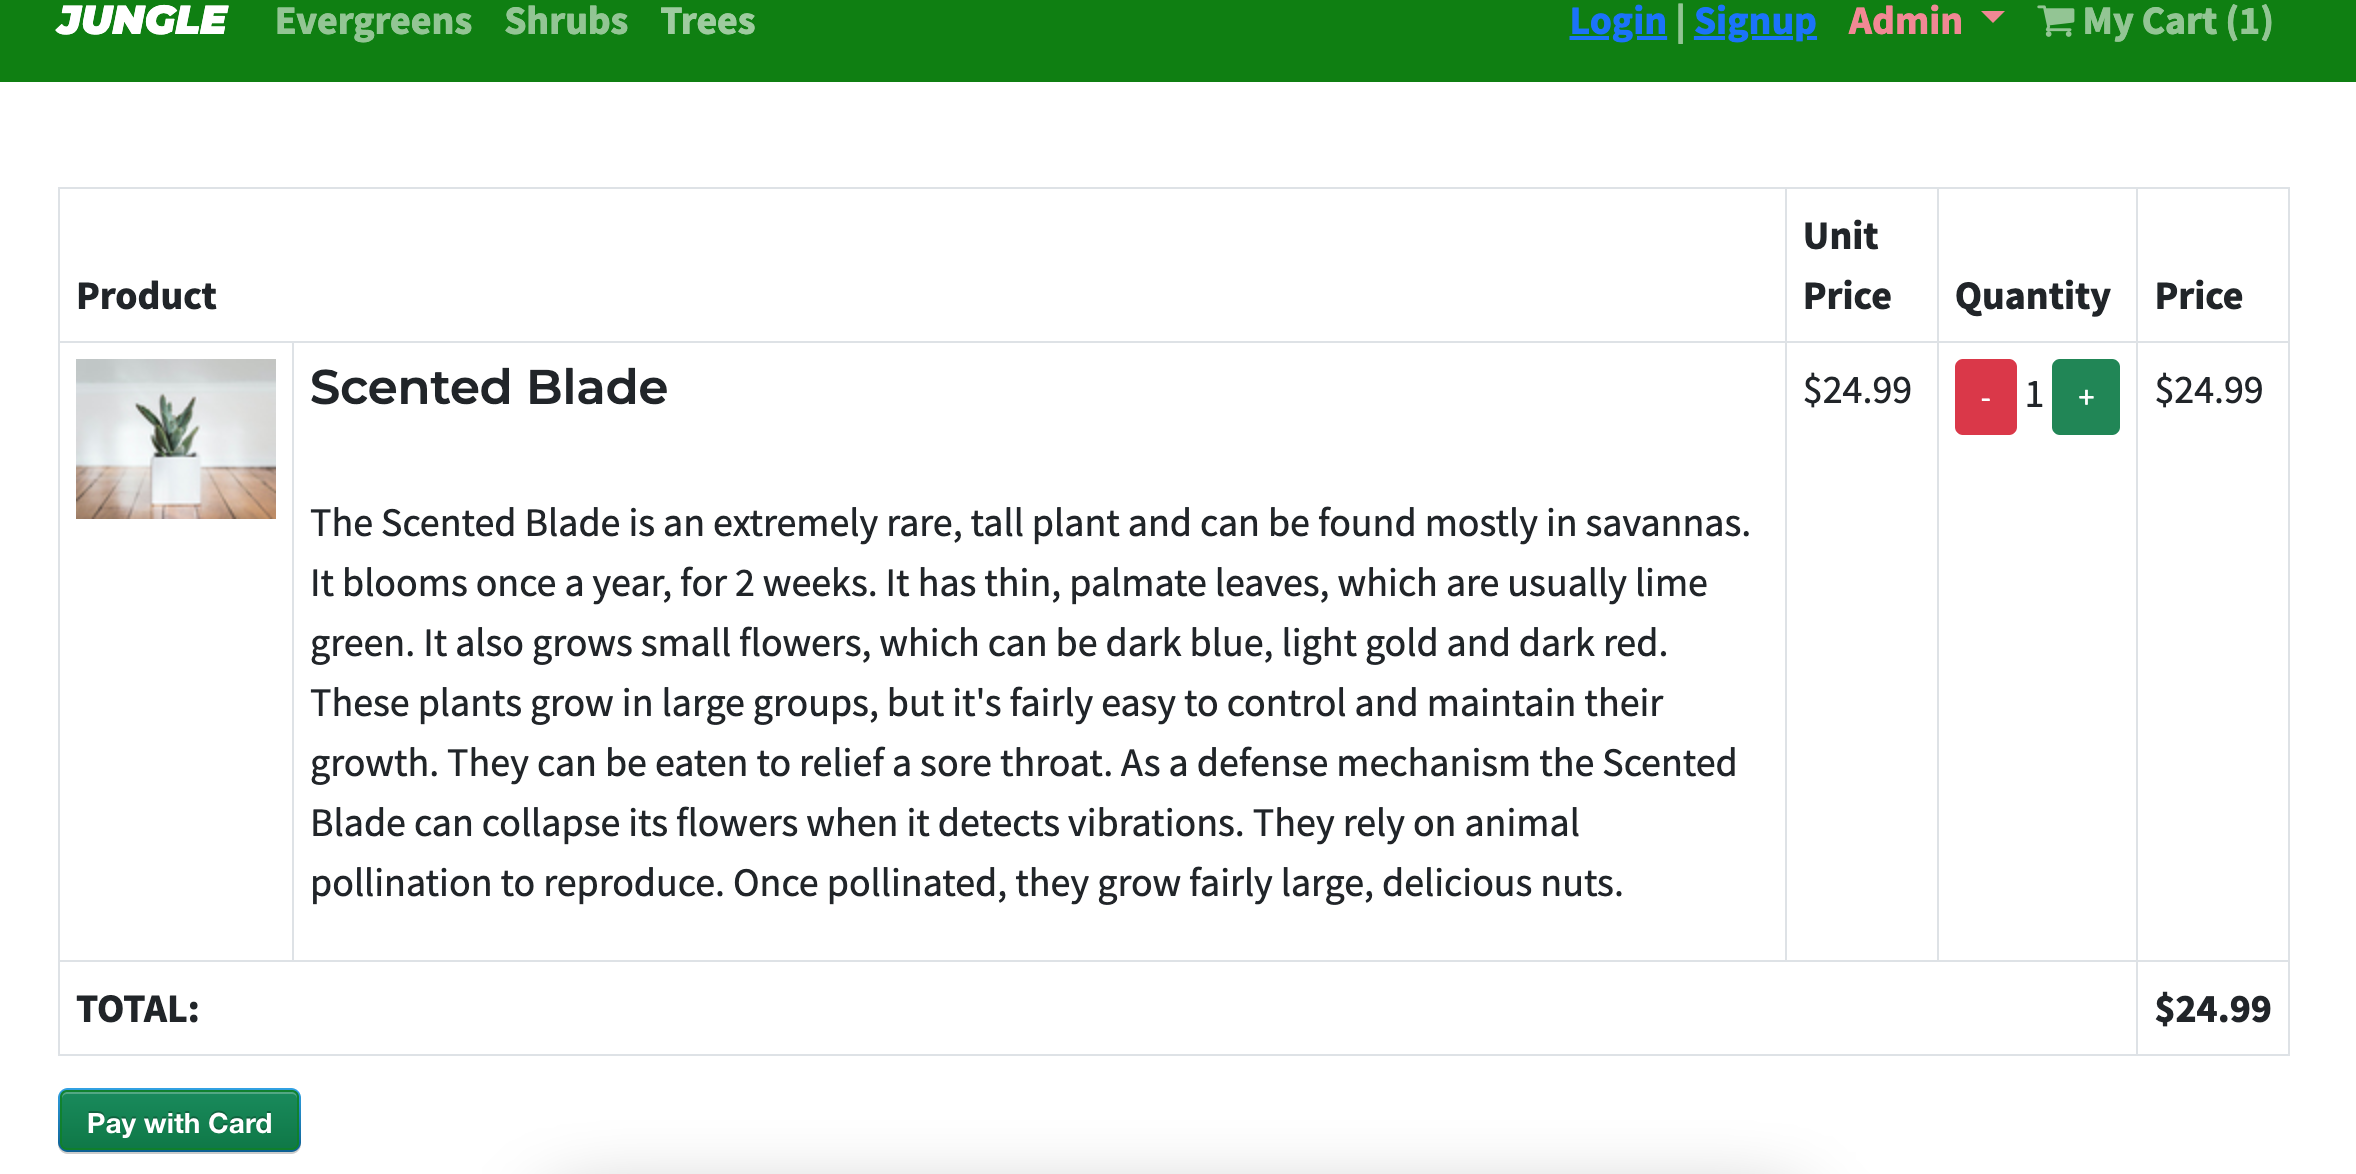 JUNGLE Evergreens Shrubs Trees Login | Signup Admin My Cart (1)
Product Unit Price Quantity Price
Scented Blade $24.99 - 1 + $24.99
The Scented Blade is an extremely rare, tall plant and can be found mostly in savannas.
It blooms once a year, for 2 weeks. It has thin, palmate leaves, which are usually lime
green. It also grows small flowers, which can be dark blue, light gold and dark red.
These plants grow in large groups, but it's fairly easy to control and maintain their
growth. They can be eaten to relief a sore throat. As a defense mechanism the Scented
Blade can collapse its flowers when it detects vibrations. They rely on animal
pollination to reproduce. Once pollinated, they grow fairly large, delicious nuts.
TOTAL: $24.99
Pay with Card